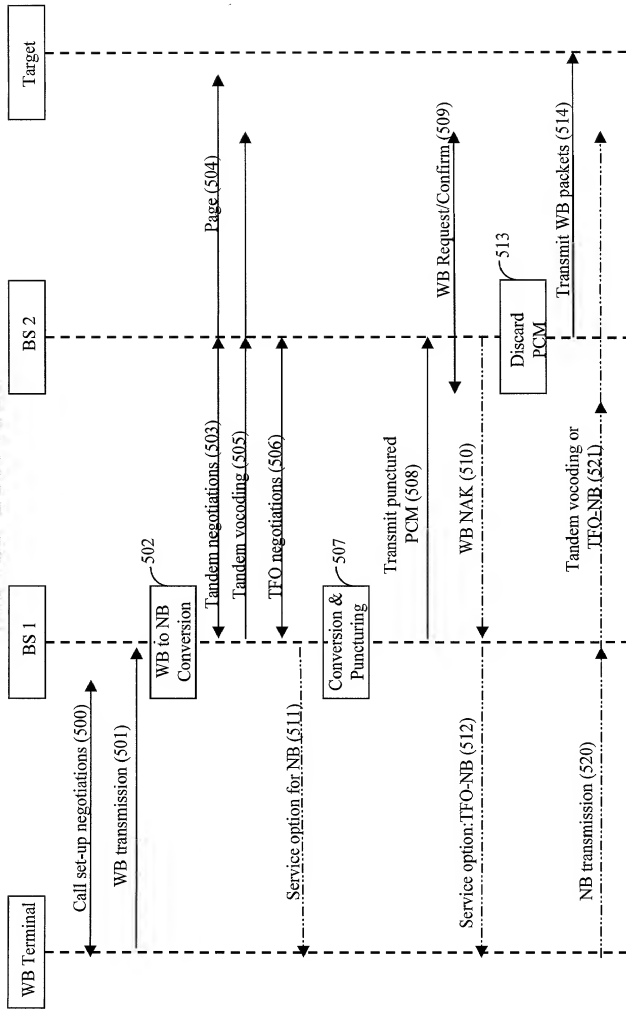 WB Terminal
BS 1
BS 2
Target
Call set-up negotiations (500)
WB transmission (501)
502
WB to NB
Conversion
Tandem negotiations (503)
Page (504)
Tandem vocoding (505)
TFO negotiations (506)
Service option for NB (511)
507
Conversion &
Puncturing
Transmit punctured
PCM (508)
WB Request/Confirm (509)
WB NAK (510)
Service option:TFO-NB (512)
513
Discard
PCM
Transmit WB packets (514)
NB transmission (520)
Tandem vocoding or
TFO-NB (521)